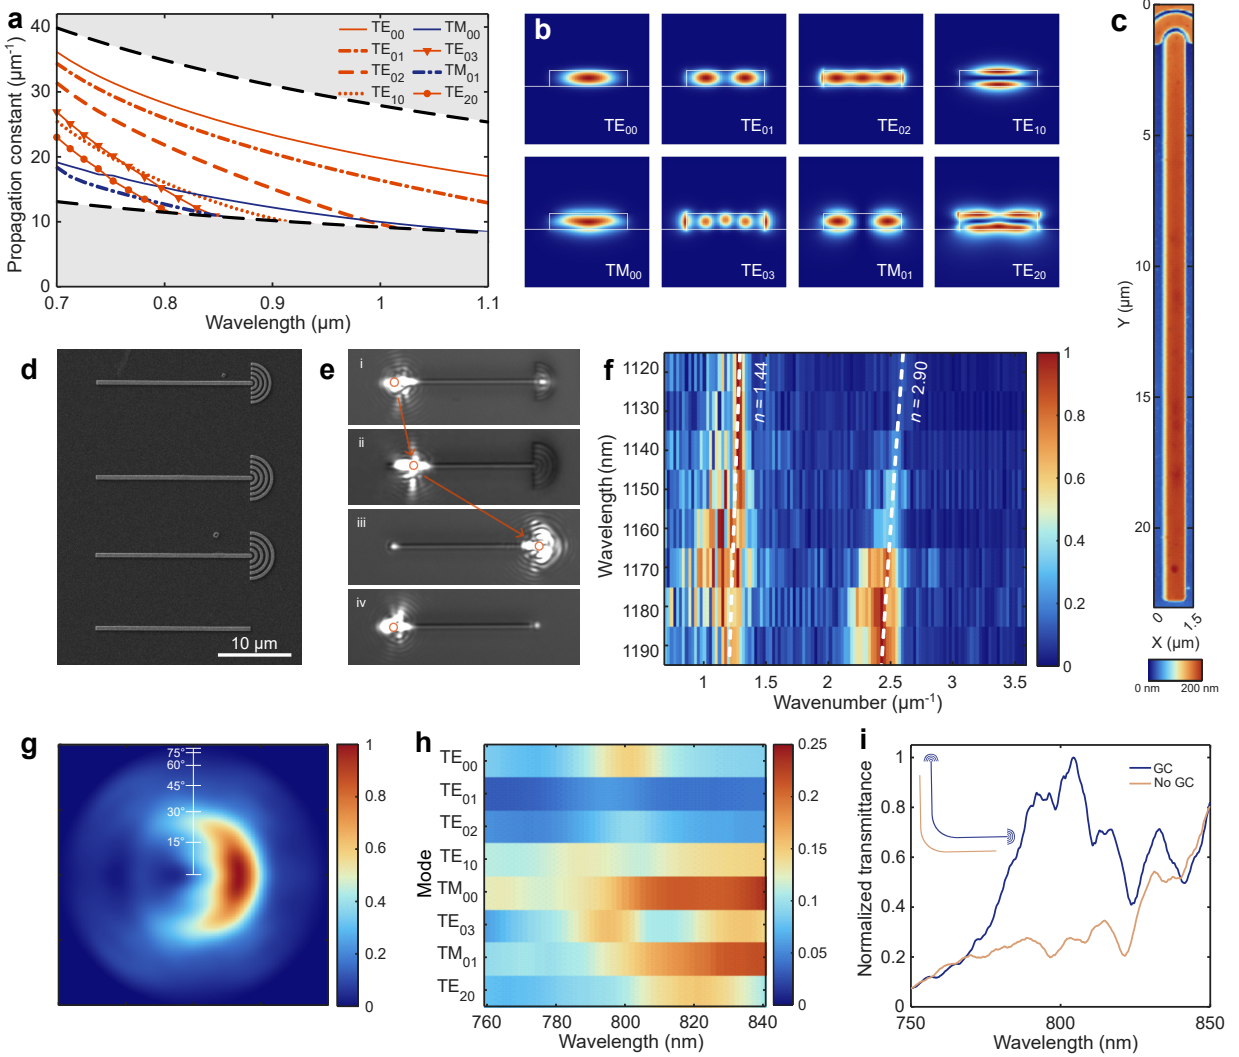 a
Propagation constant (µm⁻¹)
40
30
20
10
0
0.7
0.8
0.9
1
1.1
Wavelength (µm)
TE₀₀
TM₀₀
TE₀₁
TE₀₃
TE₀₂
TM₀₁
TE₁₀
TE₂₀
b
TE₀₀
TE₀₁
TE₀₂
TE₁₀
TM₀₀
TE₀₃
TM₀₁
TE₂₀
c
0
5
10
15
20
Y (µm)
0
1.5
X (µm)
0 nm
200 nm
d
10 µm
e
i
ii
iii
iv
f
Wavelength (nm)
1120
1130
1140
1150
1160
1170
1180
1190
n = 1.44
n = 2.90
1
1.5
2
2.5
3
3.5
Wavenumber (µm⁻¹)
1
0.8
0.6
0.4
0.2
0
g
75°
60°
45°
30°
15°
1
0.8
0.6
0.4
0.2
0
h
Mode
TE₀₀
TE₀₁
TE₀₂
TE₁₀
TM₀₀
TE₀₃
TM₀₁
TE₂₀
760
780
800
820
840
Wavelength (nm)
0.25
0.2
0.15
0.1
0.05
0
i
Normalized transmittance
1
0.8
0.6
0.4
0.2
0
750
800
850
Wavelength (nm)
GC
No GC